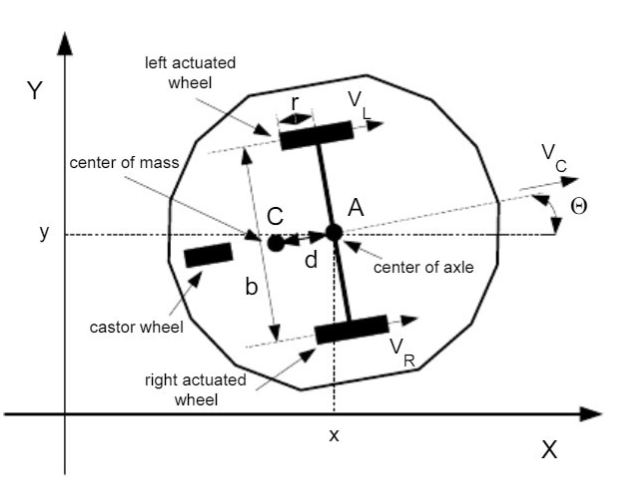 left actuated
wheel
r
V
L
Y
center of mass
V
C
C
A
Θ
y
d
center of axle
b
castor wheel
V
R
right actuated
wheel
x
X